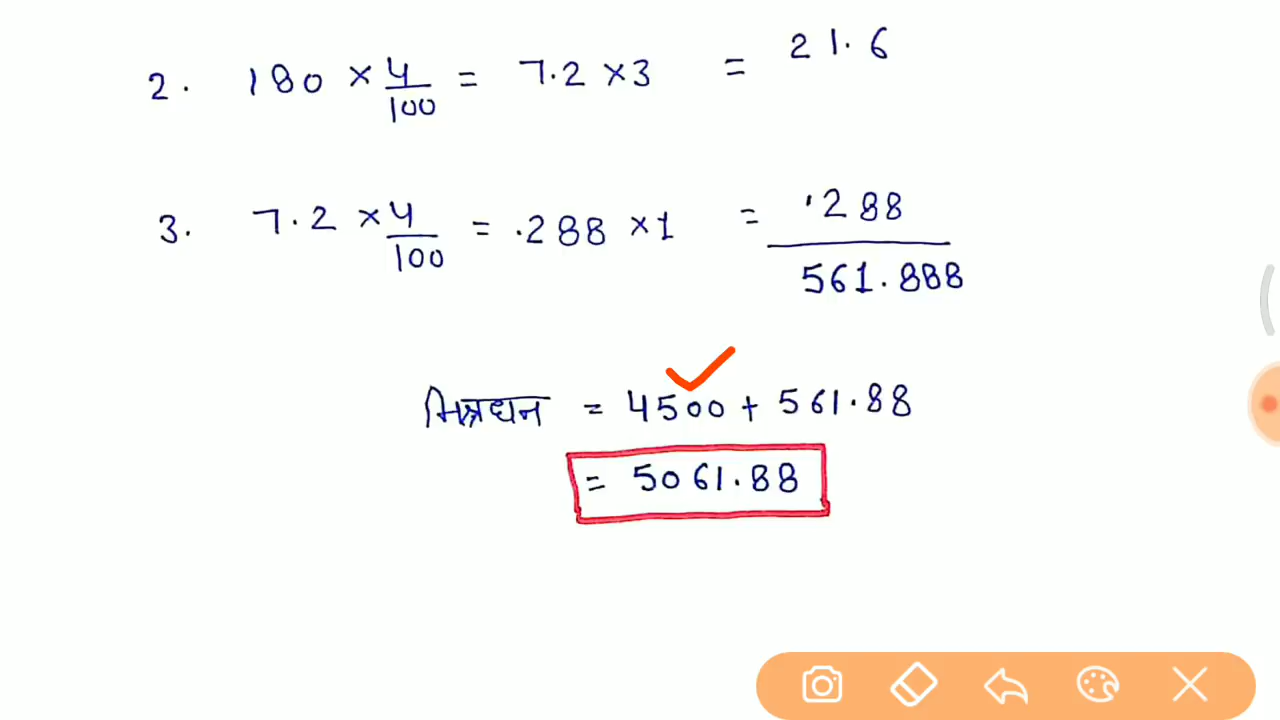 2. 180 × 4/100 = 7.2 × 3 = 21.6
3. 7.2 × 4/100 = .288 × 1 = .288
561.888
मिश्रधन = 4500 + 561.88
= 5061.88